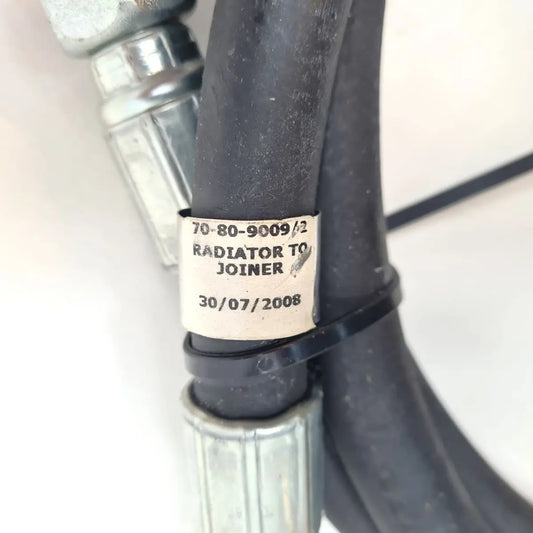 70-80-9009/2
RADIATOR TO
JOINER
30/07/2008